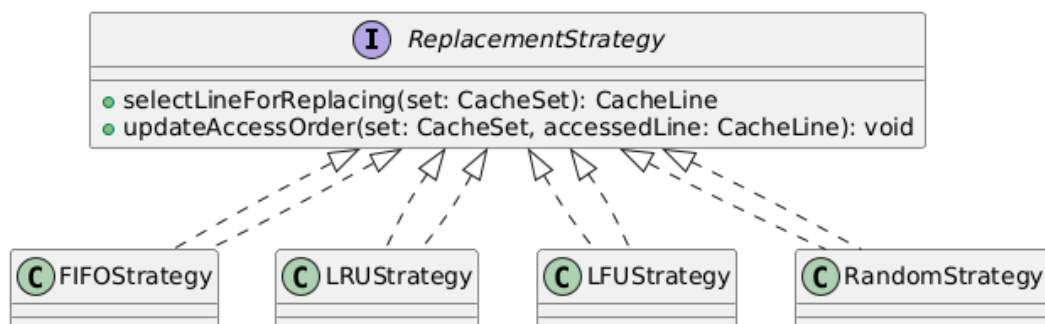 I ReplacementStrategy
selectLineForReplacing(set: CacheSet): CacheLine
updateAccessOrder(set: CacheSet, accessedLine: CacheLine): void
C FIFOStrategy C LRUStrategy C LFUStrategy C RandomStrategy